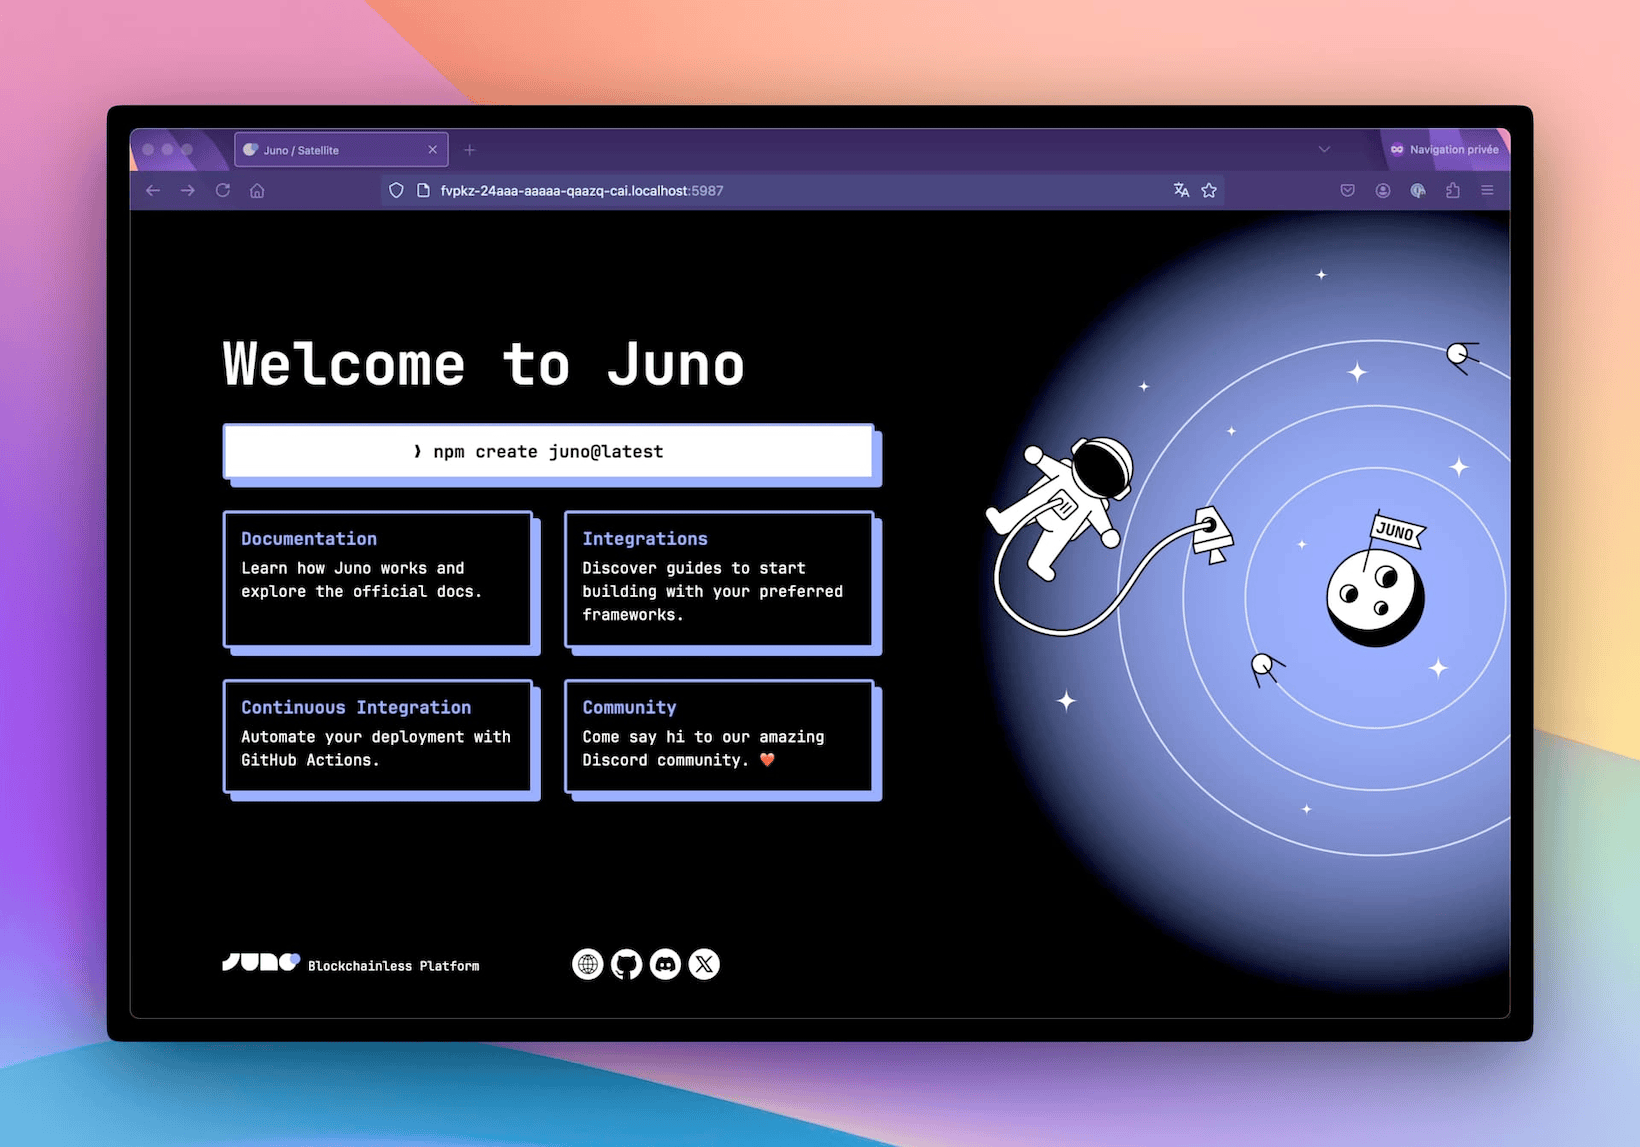 Juno / Satellite
Navigation privée
fvpkz-24aaa-aaaaa-qaazq-cai.localhost:5987
Welcome to Juno
❯ npm create juno@latest
Documentation
Learn how Juno works and
explore the official docs.
Integrations
Discover guides to start
building with your preferred
frameworks.
Continuous Integration
Automate your deployment with
GitHub Actions.
Community
Come say hi to our amazing
Discord community. ❤️
JUNO
JUNO Blockchainless Platform